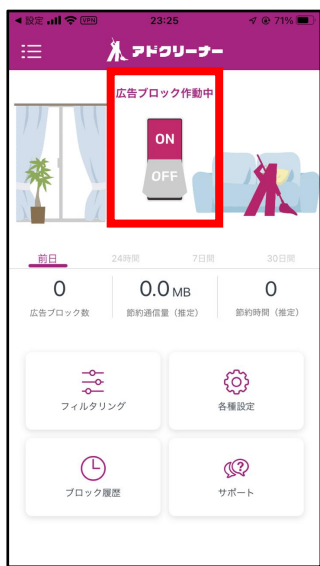 設定 VPN 23:25 71%
アドクリーナー
広告ブロック作動中
ON
OFF
前日 24時間 7日間 30日間
0 0.0 MB 0
広告ブロック数 節約通信量（推定） 節約時間（推定）
フィルタリング 各種設定
ブロック履歴 サポート